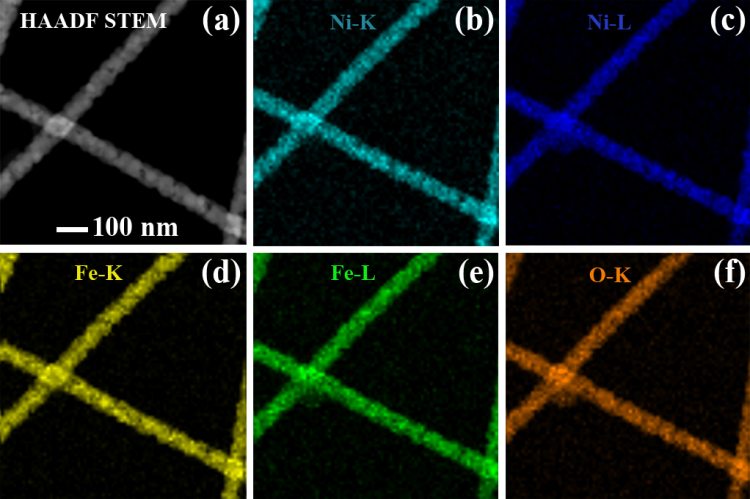 HAADF STEM (a)
Ni-K (b)
Ni-L (c)
100 nm
Fe-K (d)
Fe-L (e)
O-K (f)